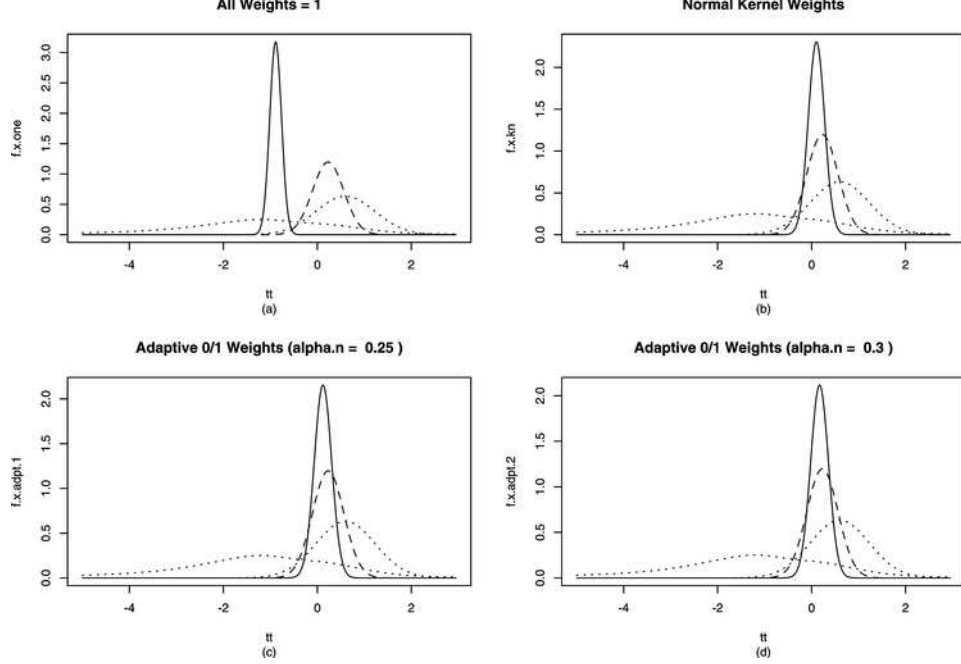 All Weights = 1
f.x.one
0.0 0.5 1.0 1.5 2.0 2.5 3.0
-4 -2 0 2
tt
(a)
Normal Kernel Weights
f.x.kn
0.0 0.5 1.0 1.5 2.0
-4 -2 0 2
tt
(b)
Adaptive 0/1 Weights (alpha.n = 0.25 )
f.x.adpt.1
0.0 0.5 1.0 1.5 2.0
-4 -2 0 2
tt
(c)
Adaptive 0/1 Weights (alpha.n = 0.3 )
f.x.adpt.2
0.0 0.5 1.0 1.5 2.0
-4 -2 0 2
tt
(d)